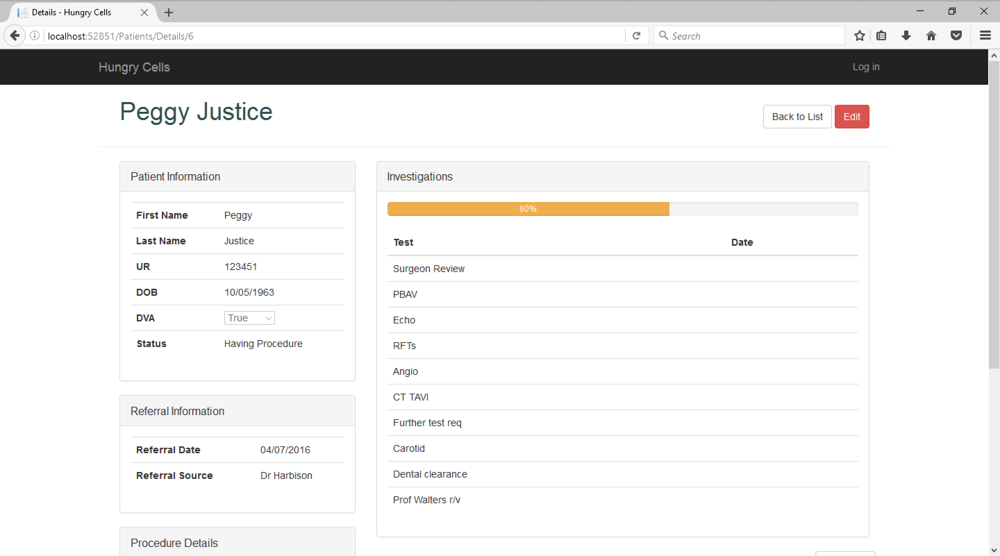 Details - Hungry Cells
localhost:52851/Patients/Details/6
Search
Hungry Cells
Log in
Peggy Justice
Back to List
Edit
Patient Information
First Name Peggy
Last Name Justice
UR 123451
DOB 10/05/1963
DVA True
Status Having Procedure
Referral Information
Referral Date 04/07/2016
Referral Source Dr Harbison
Procedure Details
Investigations
60%
Test Date
Surgeon Review
PBAV
Echo
RFTs
Angio
CT TAVI
Further test req
Carotid
Dental clearance
Prof Walters r/v